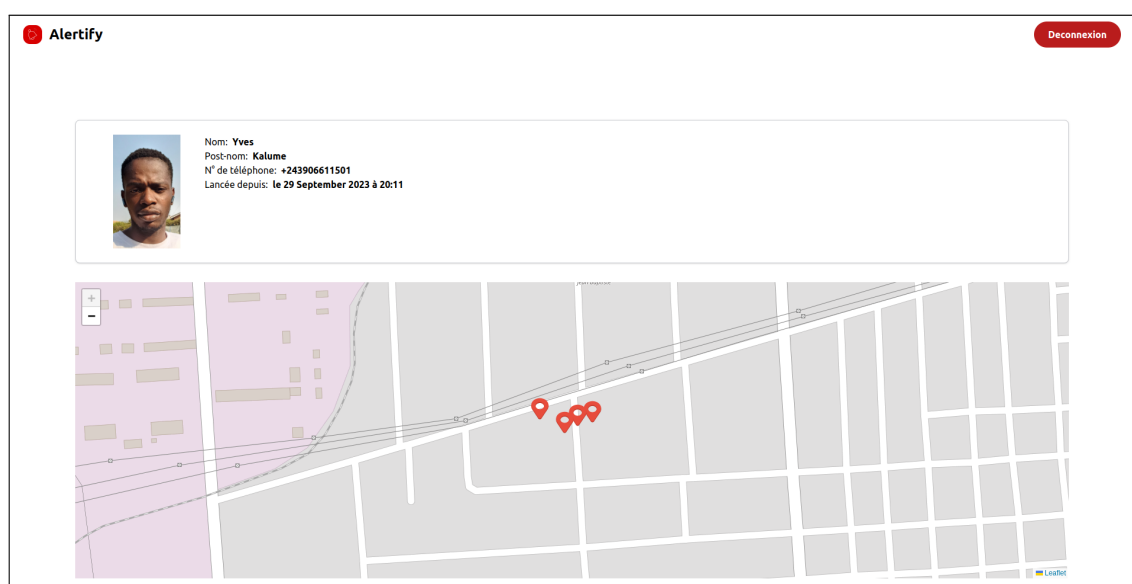 Alertify
Deconnexion
Nom: Yves
Post-nom: Kalume
N° de téléphone: +243906611501
Lancée depuis: le 29 September 2023 à 20:11
+
−
Leaflet